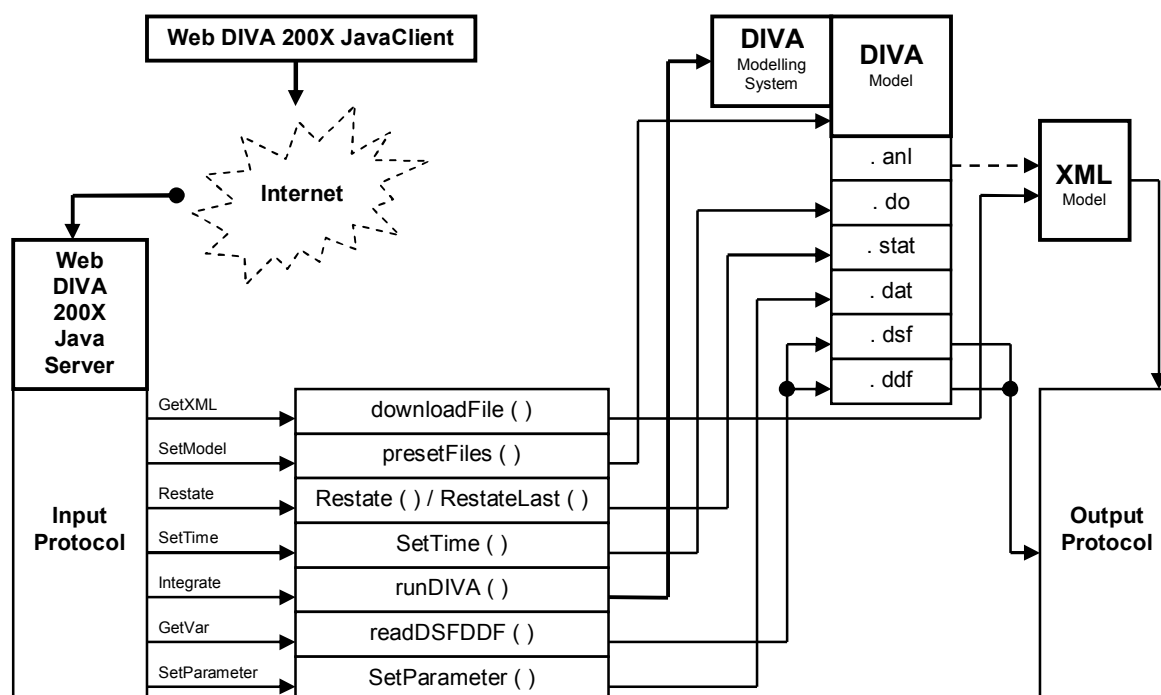 Web DIVA 200X JavaClient
Internet
Web
DIVA
200X
Java
Server
Input
Protocol
GetXML
SetModel
Restate
SetTime
Integrate
GetVar
SetParameter
downloadFile ( )
presetFiles ( )
Restate ( ) / RestateLast ( )
SetTime ( )
runDIVA ( )
readDSFDDF ( )
SetParameter ( )
DIVA
Modelling
System
DIVA
Model
. anl
. do
. stat
. dat
. dsf
. ddf
XML
Model
Output
Protocol